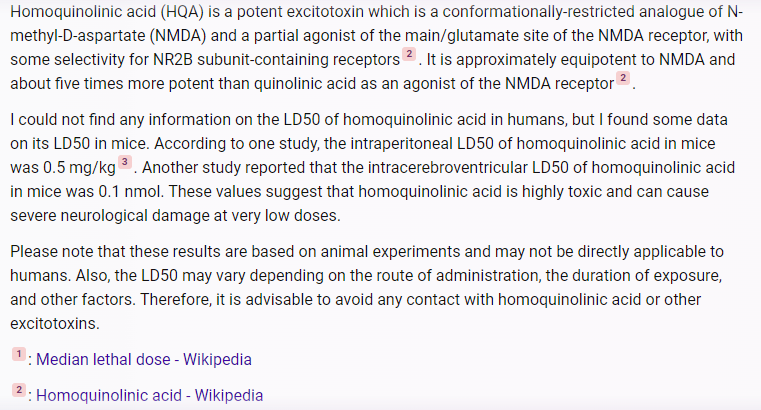 Homoquinolinic acid (HQA) is a potent excitotoxin which is a conformationally-restricted analogue of N-
methyl-D-aspartate (NMDA) and a partial agonist of the main/glutamate site of the NMDA receptor, with
some selectivity for NR2B subunit-containing receptors 2 . It is approximately equipotent to NMDA and
about five times more potent than quinolinic acid as an agonist of the NMDA receptor 2 .
I could not find any information on the LD50 of homoquinolinic acid in humans, but I found some data
on its LD50 in mice. According to one study, the intraperitoneal LD50 of homoquinolinic acid in mice
was 0.5 mg/kg 3 . Another study reported that the intracerebroventricular LD50 of homoquinolinic acid
in mice was 0.1 nmol. These values suggest that homoquinolinic acid is highly toxic and can cause
severe neurological damage at very low doses.
Please note that these results are based on animal experiments and may not be directly applicable to
humans. Also, the LD50 may vary depending on the route of administration, the duration of exposure,
and other factors. Therefore, it is advisable to avoid any contact with homoquinolinic acid or other
excitotoxins.
1 : Median lethal dose - Wikipedia
2 : Homoquinolinic acid - Wikipedia